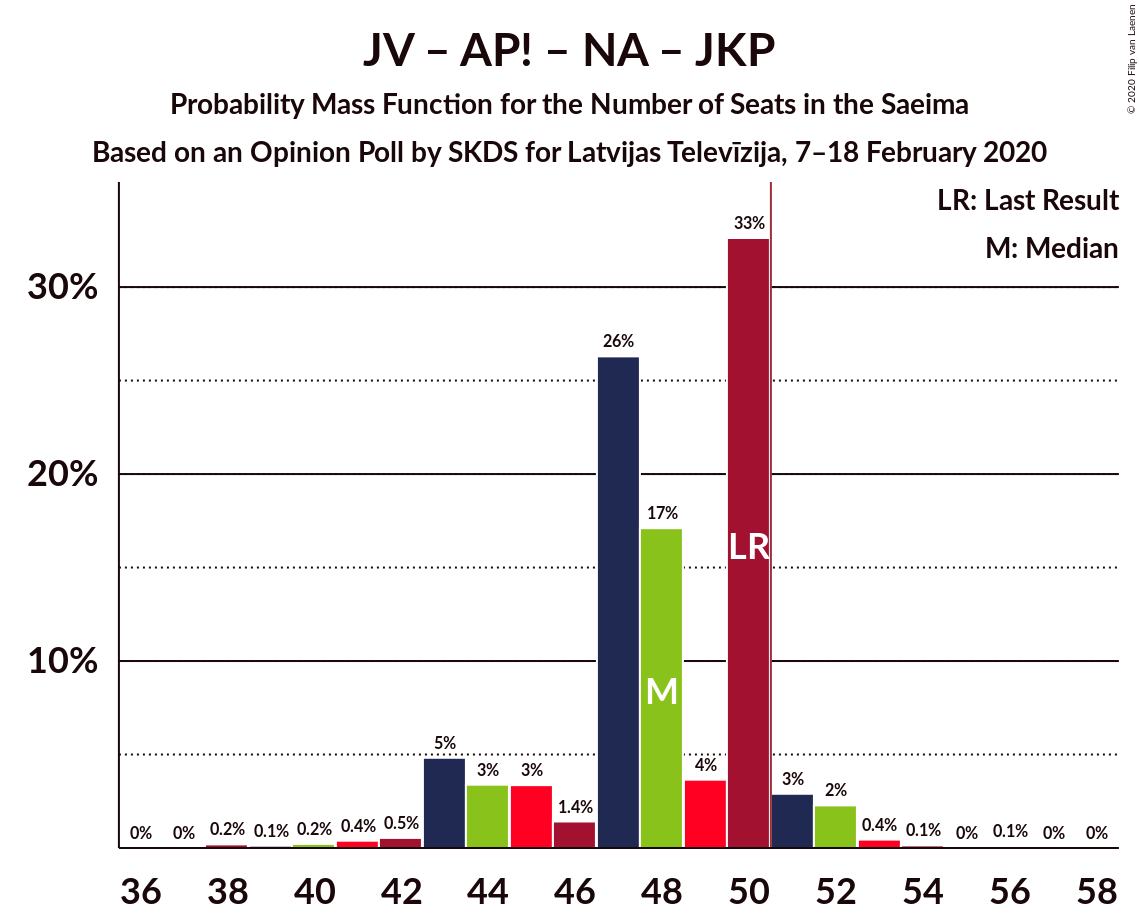 JV – AP! – NA – JKP
Probability Mass Function for the Number of Seats in the Saeima
Based on an Opinion Poll by SKDS for Latvijas Televīzija, 7–18 February 2020
© 2020 Filip van Laenen
LR: Last Result
M: Median
30%
20%
10%
0%
0%
0.2%
0.1%
0.2%
0.4%
0.5%
5%
3%
3%
1.4%
26%
17%
4%
33%
3%
2%
0.4%
0.1%
0%
0.1%
0%
0%
M
LR
36 38 40 42 44 46 48 50 52 54 56 58